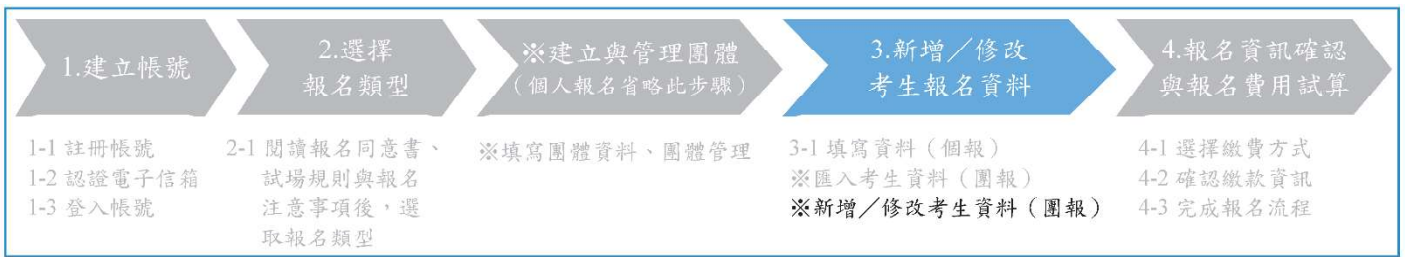 1.建立帳號
2.選擇
報名類型
※建立與管理團體
（個人報名省略此步驟）
3.新增／修改
考生報名資料
4.報名資訊確認
與報名費用試算
1-1 註冊帳號
1-2 認證電子信箱
1-3 登入帳號
2-1 閱讀報名同意書、
試場規則與報名
注意事項後，選
取報名類型
※填寫團體資料、團體管理
3-1 填寫資料（個報）
※匯入考生資料（團報）
※新增／修改考生資料（團報）
4-1 選擇繳費方式
4-2 確認繳款資訊
4-3 完成報名流程